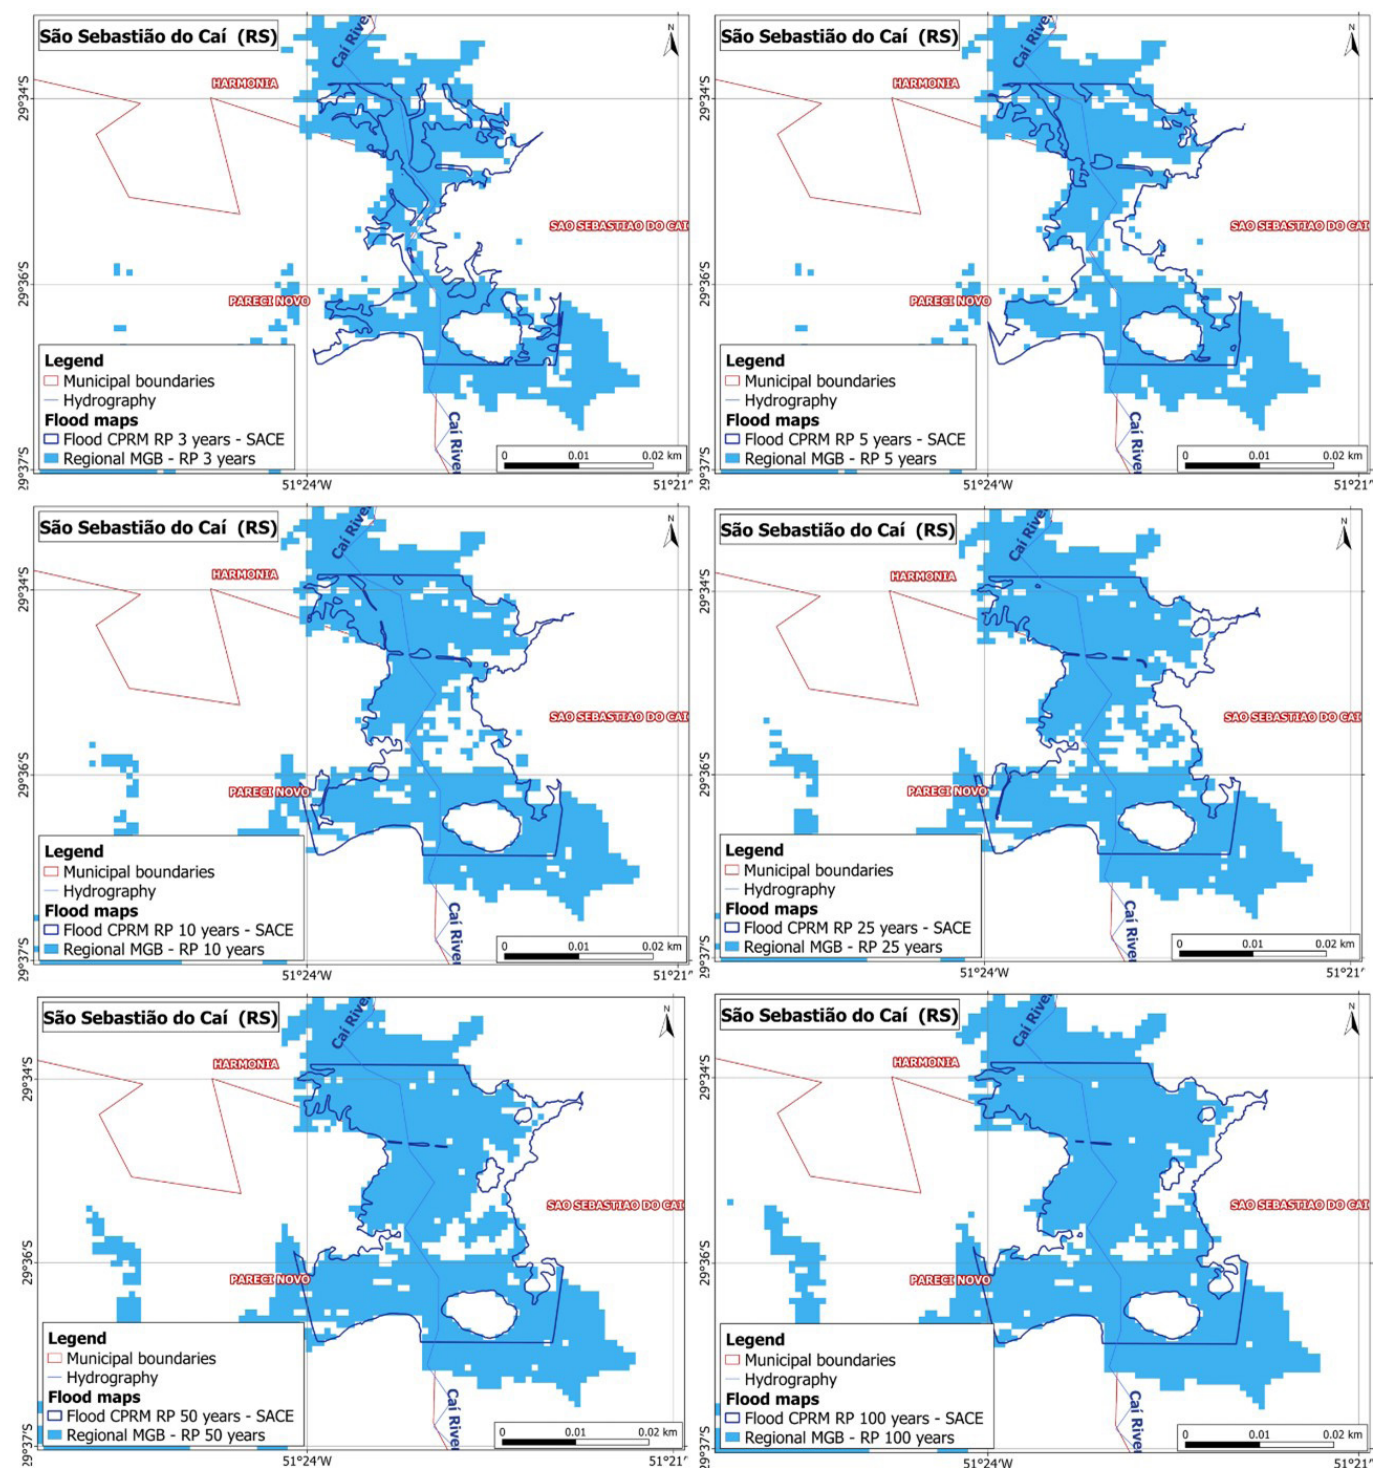 São Sebastião do Caí (RS)
Caí River
N
HARMONIA
29°34'S
SAO SEBASTIAO DO CAI
29°36'S
PARECI NOVO
Legend
Municipal boundaries
Hydrography
Flood maps
Flood CPRM RP 3 years - SACE
Regional MGB - RP 3 years
Caí River
0 0.01 0.02 km
29°37'S
51°24'W 51°21'
São Sebastião do Caí (RS)
Caí River
N
HARMONIA
29°34'S
SAO SEBASTIAO DO CAI
29°36'S
PARECI NOVO
Legend
Municipal boundaries
Hydrography
Flood maps
Flood CPRM RP 5 years - SACE
Regional MGB - RP 5 years
Caí River
0 0.01 0.02 km
29°37'S
51°24'W 51°21'
São Sebastião do Caí (RS)
Caí River
N
HARMONIA
29°34'S
SAO SEBASTIAO DO CAI
29°36'S
PARECI NOVO
Legend
Municipal boundaries
Hydrography
Flood maps
Flood CPRM RP 10 years - SACE
Regional MGB - RP 10 years
Caí River
0 0.01 0.02 km
29°37'S
51°24'W 51°21'
São Sebastião do Caí (RS)
Caí River
N
HARMONIA
29°34'S
SAO SEBASTIAO DO CAI
29°36'S
PARECI NOVO
Legend
Municipal boundaries
Hydrography
Flood maps
Flood CPRM RP 25 years - SACE
Regional MGB - RP 25 years
Caí River
0 0.01 0.02 km
29°37'S
51°24'W 51°21'
São Sebastião do Caí (RS)
Caí River
N
HARMONIA
29°34'S
SAO SEBASTIAO DO CAI
29°36'S
PARECI NOVO
Legend
Municipal boundaries
Hydrography
Flood maps
Flood CPRM RP 50 years - SACE
Regional MGB - RP 50 years
Caí River
0 0.01 0.02 km
29°37'S
51°24'W 51°21'
São Sebastião do Caí (RS)
Caí River
N
HARMONIA
29°34'S
SAO SEBASTIAO DO CAI
29°36'S
PARECI NOVO
Legend
Municipal boundaries
Hydrography
Flood maps
Flood CPRM RP 100 years - SACE
Regional MGB - RP 100 years
Caí River
0 0.01 0.02 km
29°37'S
51°24'W 51°21'